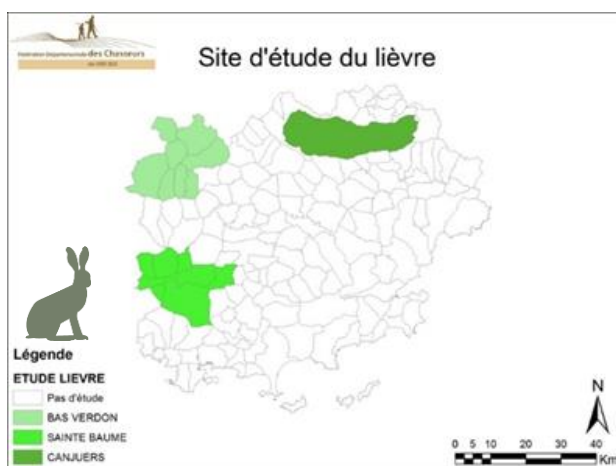 Fédération Départementale des Chasseurs
Site d'étude du lièvre
Légende
ETUDE LIEVRE
Pas d'étude
BAS VERDON
SAINTE BAUME
CANJUERS
N
0 5 10 20 30 40
Km